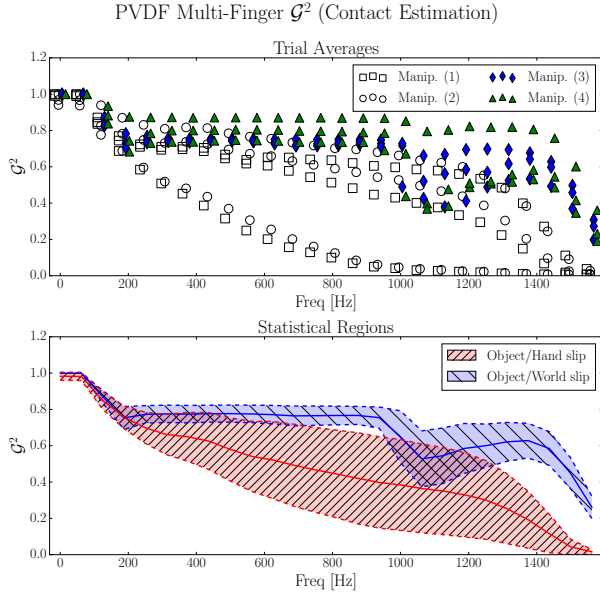 PVDF Multi-Finger 𝒢² (Contact Estimation)
Trial Averages
1.2
1.0
0.8
0.6
0.4
0.2
0.0
𝒢²
Manip. (1) Manip. (3)
Manip. (2) Manip. (4)
0 200 400 600 800 1000 1200 1400
Freq [Hz]
Statistical Regions
1.2
1.0
0.8
0.6
0.4
0.2
0.0
𝒢²
Object/Hand slip
Object/World slip
0 200 400 600 800 1000 1200 1400
Freq [Hz]